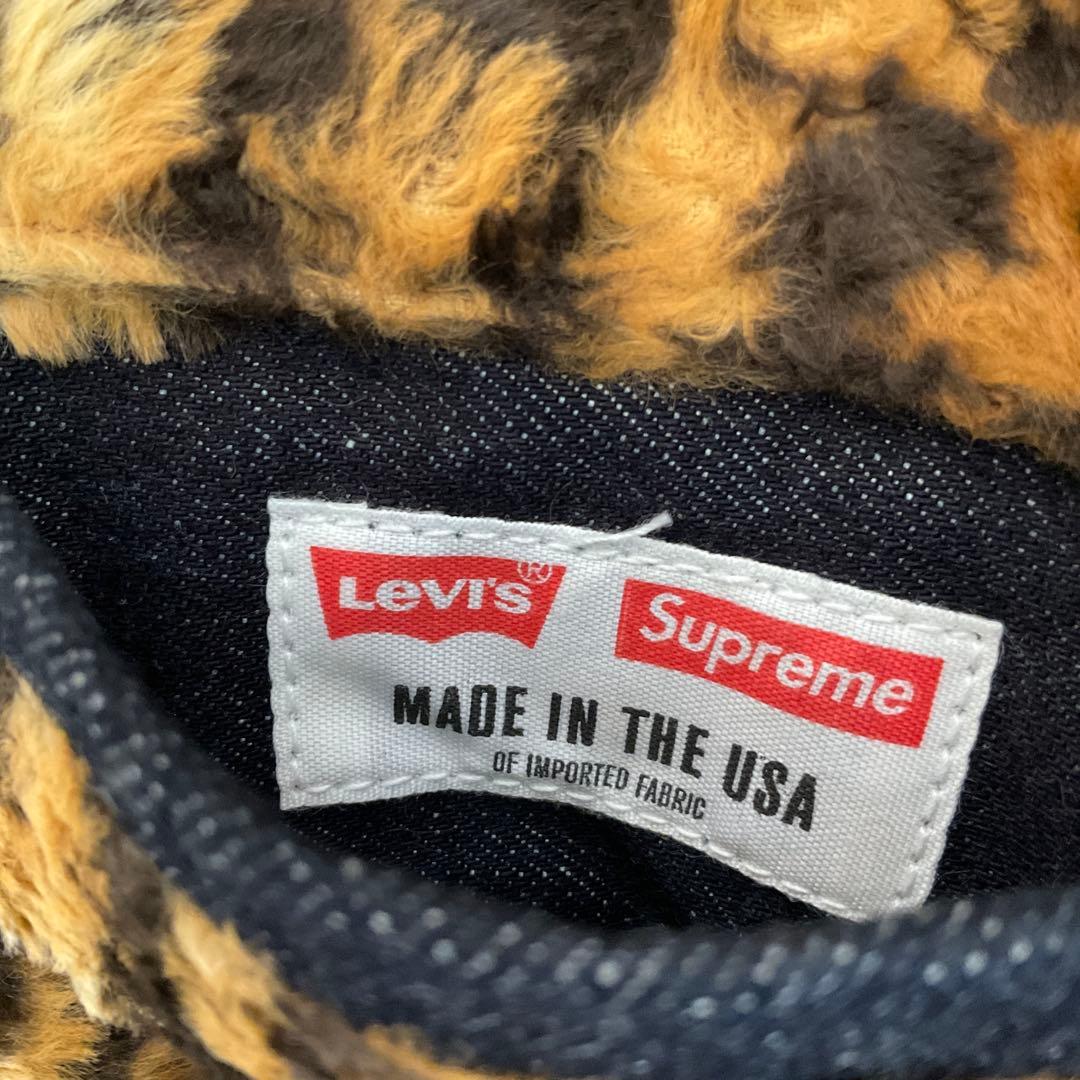 LEVI'S® Supreme
MADE IN THE USA
OF IMPORTED FABRIC